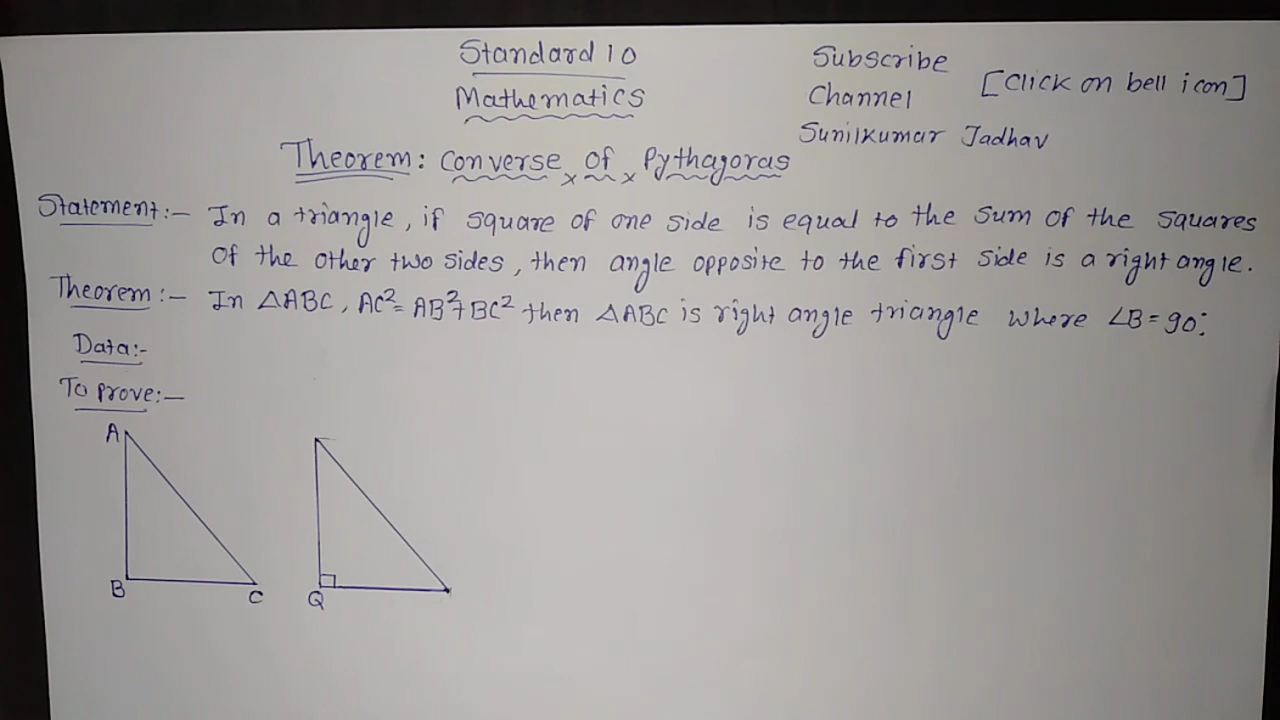 Standard 10
Mathematics
Subscribe
Channel
Sunilkumar Jadhav
[Click on bell icon]
Theorem: Converse of Pythagoras
Statement:- In a triangle, if square of one side is equal to the sum of the squares
of the other two sides, then angle opposite to the first side is a right angle.
Theorem:- In △ABC, AC²=AB²+BC² then △ABC is right angle triangle where ∠B=90°.
Data:-
To prove:-
A
B
C
Q